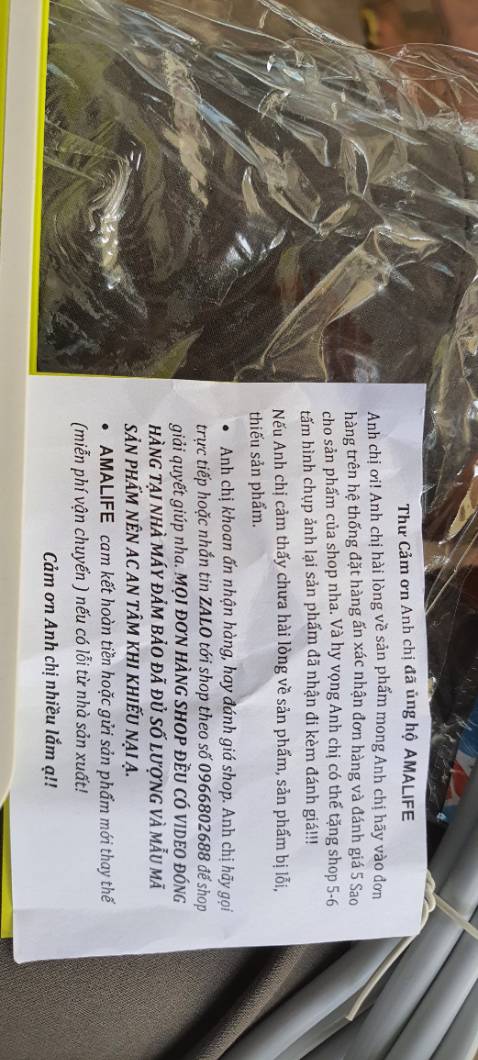 Thư Cảm ơn Anh chị đã ủng hộ AMALIFE
Anh chị ơi! Anh chị hài lòng về sản phẩm mong Anh chị hãy vào đơn
hàng trên hệ thống đặt hàng ấn xác nhận đơn hàng và đánh giá 5 Sao
cho sản phẩm của shop nha. Và hy vọng Anh chị có thể tặng shop 5-6
tấm hình chụp ảnh lại sản phẩm đã nhận đi kèm đánh giá!!!
Nếu Anh chị cảm thấy chưa hài lòng về sản phẩm, sản phẩm bị lỗi,
thiếu sản phẩm.
• Anh chị khoan ấn nhận hàng, hay đánh giá shop. Anh chị hãy gọi
trực tiếp hoặc nhắn tin ZALO tới shop theo số 0966802688 để shop
giải quyết giúp nha. MỌI ĐƠN HÀNG SHOP ĐỀU CÓ VIDEO ĐÓNG
HÀNG TẠI NHÀ MÁY ĐẢM BẢO ĐÃ ĐỦ SỐ LƯỢNG VÀ MẪU MÃ
SẢN PHẨM NÊN AC AN TÂM KHI KHIẾU NẠI Ạ.
• AMALIFE cam kết hoàn tiền hoặc gửi sản phẩm mới thay thế
(miễn phí vận chuyển ) nếu có lỗi từ nhà sản xuất!
Cảm ơn Anh chị nhiều lắm ạ!!